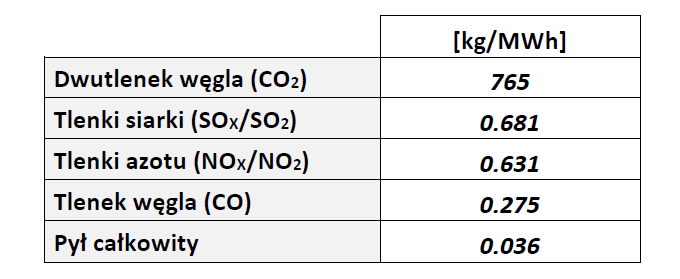 [kg/MWh]
Dwutlenek węgla (CO₂) 765
Tlenki siarki (SOₓ/SO₂) 0.681
Tlenki azotu (NOₓ/NO₂) 0.631
Tlenek węgla (CO) 0.275
Pył całkowity 0.036